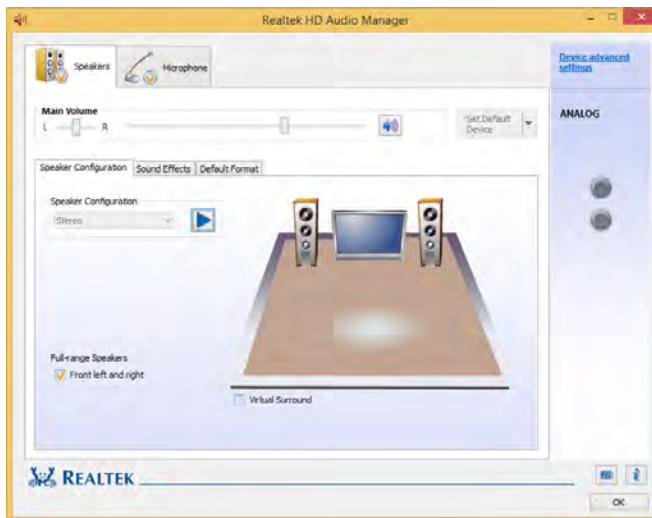 Realtek HD Audio Manager
Speakers
Microphone
Device advanced
settings
Main Volume
L
R
Set Default
Device
ANALOG
Speaker Configuration
Sound Effects
Default Format
Speaker Configuration
Stereo
Full-range Speakers
Front left and right
Virtual Surround
REALTEK
OK